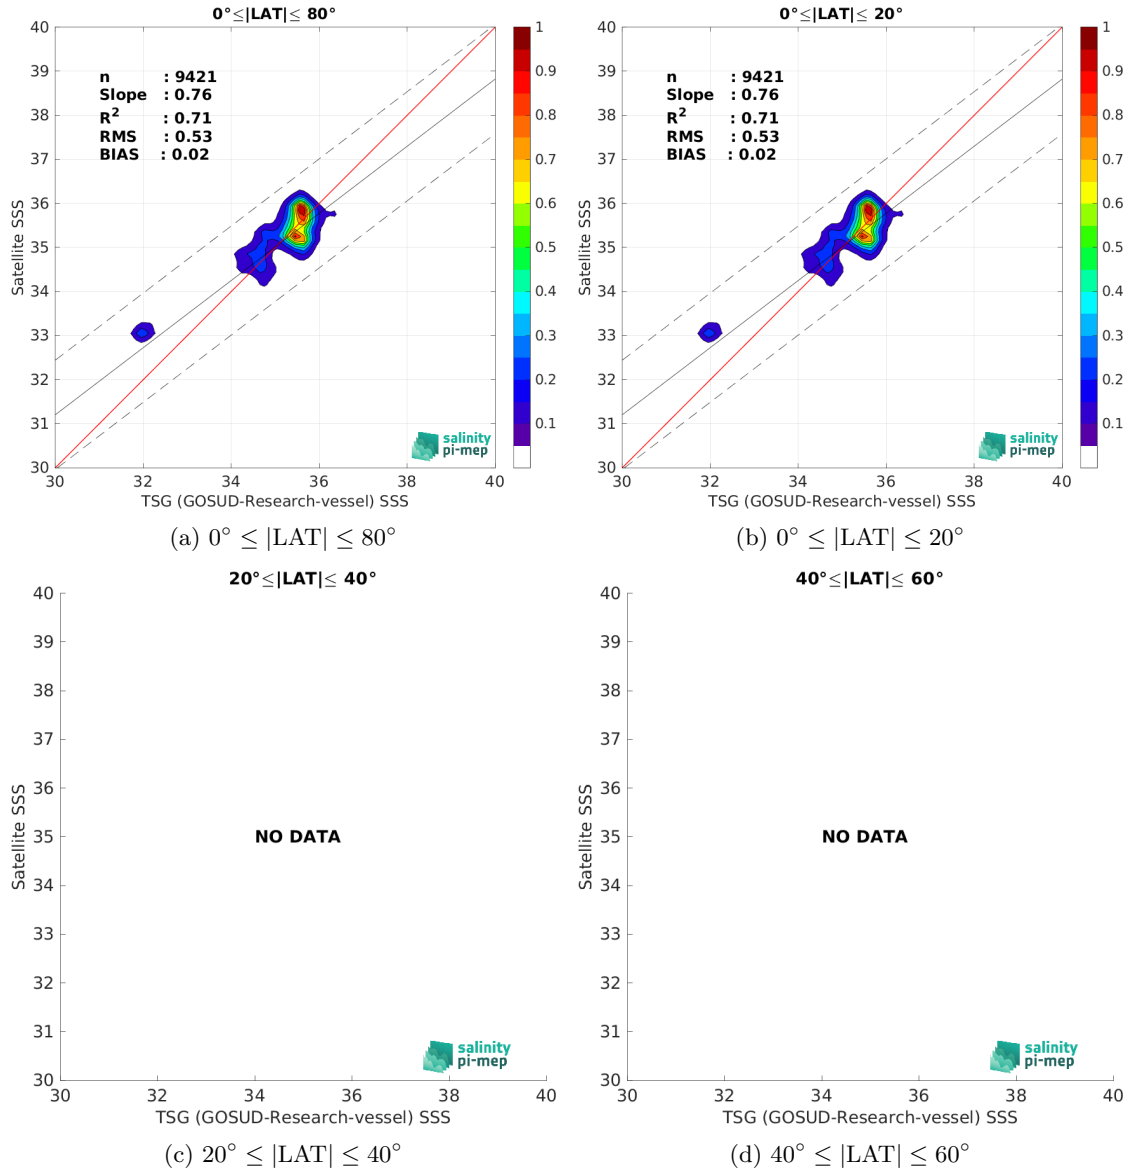 0°≤|LAT|≤ 80°
40
39
38
37
36
35
34
33
32
31
30
Satellite SSS
n : 9421
Slope : 0.76
R² : 0.71
RMS : 0.53
BIAS : 0.02
salinity
pi-mep
30 32 34 36 38 40
TSG (GOSUD-Research-vessel) SSS
1
0.9
0.8
0.7
0.6
0.5
0.4
0.3
0.2
0.1
(a) 0° ≤ |LAT| ≤ 80°
0°≤|LAT|≤ 20°
40
39
38
37
36
35
34
33
32
31
30
Satellite SSS
n : 9421
Slope : 0.76
R² : 0.71
RMS : 0.53
BIAS : 0.02
salinity
pi-mep
30 32 34 36 38 40
TSG (GOSUD-Research-vessel) SSS
1
0.9
0.8
0.7
0.6
0.5
0.4
0.3
0.2
0.1
(b) 0° ≤ |LAT| ≤ 20°
20°≤|LAT|≤ 40°
40
39
38
37
36
35
34
33
32
31
30
Satellite SSS
NO DATA
salinity
pi-mep
30 32 34 36 38 40
TSG (GOSUD-Research-vessel) SSS
(c) 20° ≤ |LAT| ≤ 40°
40°≤|LAT|≤ 60°
40
39
38
37
36
35
34
33
32
31
30
Satellite SSS
NO DATA
salinity
pi-mep
30 32 34 36 38 40
TSG (GOSUD-Research-vessel) SSS
(d) 40° ≤ |LAT| ≤ 60°